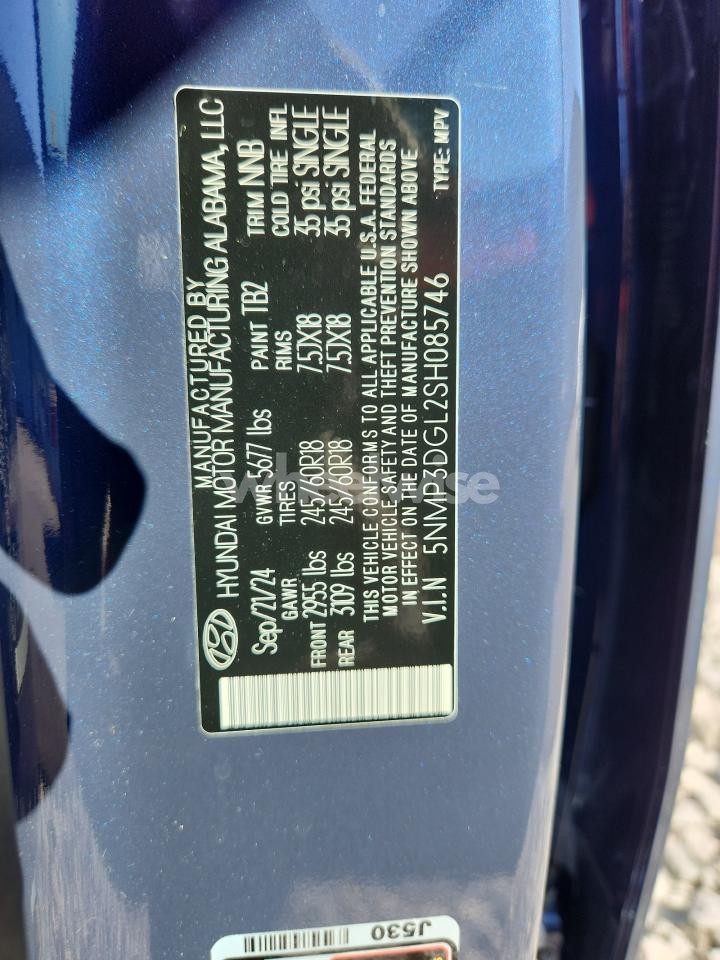 MANUFACTURED BY
HYUNDAI MOTOR MANUFACTURING ALABAMA, LLC
Sep/21/24 GVWR 5677 lbs PAINT TB2 TRIM NNB
GAWR TIRES RIMS COLD TIRE INFL
FRONT 2955 lbs 245/60R18 7.5JX18 35 psi SINGLE
REAR 3109 lbs 245/60R18 7.5JX18 35 psi SINGLE
THIS VEHICLE CONFORMS TO ALL APPLICABLE U.S.A. FEDERAL
MOTOR VEHICLE SAFETY AND THEFT PREVENTION STANDARDS
IN EFFECT ON THE DATE OF MANUFACTURE SHOWN ABOVE
V.I.N 5NMP3DGL2SH085746 TYPE: MPV
J530